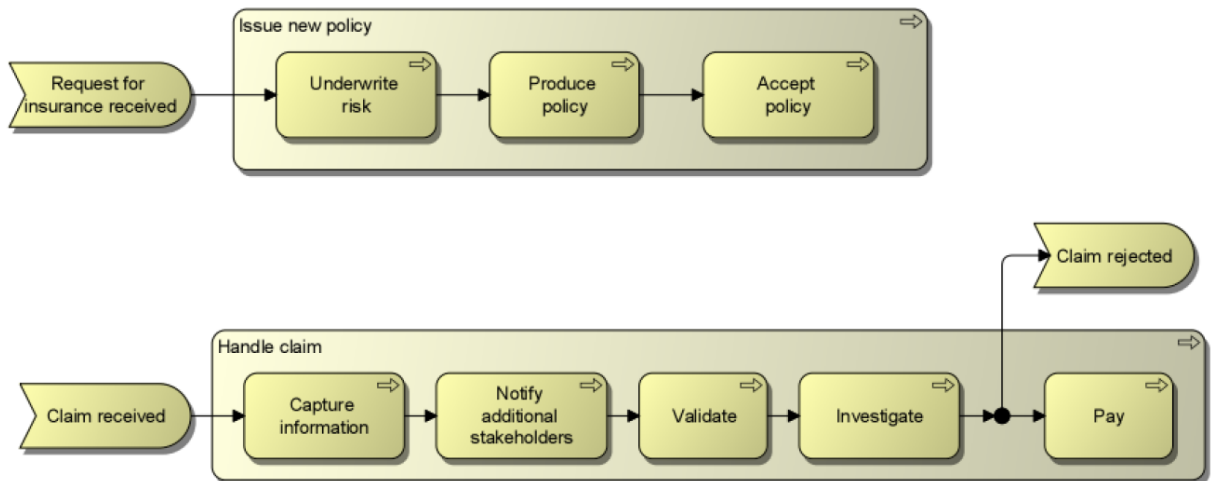 Issue new policy
Request for
insurance received
Underwrite
risk
Produce
policy
Accept
policy
Claim rejected
Handle claim
Claim received
Capture
information
Notify
additional
stakeholders
Validate
Investigate
Pay